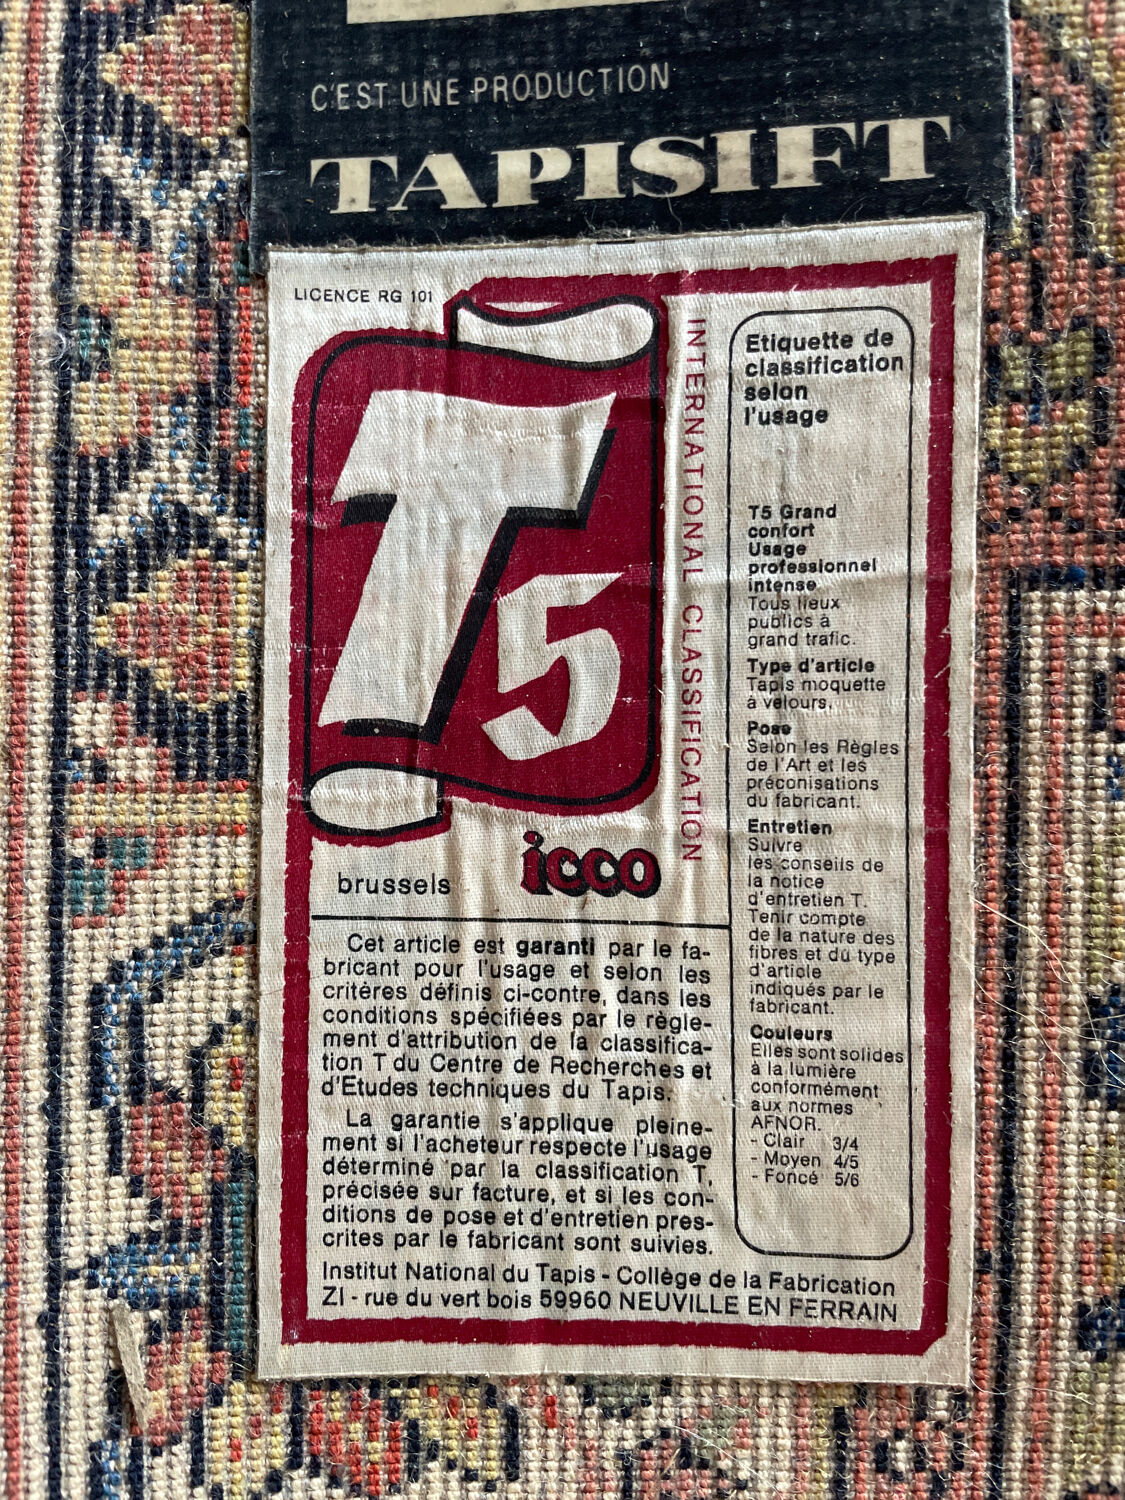 C'EST UNE PRODUCTION
TAPISIFT
LICENCE RG 101
T5
INTERNATIONAL CLASSIFICATION
brussels icco
Cet article est garanti par le fa-
bricant pour l'usage et selon les
critères définis ci-contre, dans les
conditions spécifiées par le règle-
ment d'attribution de la classifica-
tion T du Centre de Recherches et
d'Etudes techniques du Tapis.
La garantie s'applique pleine-
ment si l'acheteur respecte l'usage
déterminé par la classification T,
précisée sur facture, et si les con-
ditions de pose et d'entretien pres-
crites par le fabricant sont suivies.
Etiquette de
classification
selon
l'usage
T5 Grand
confort
Usage
professionnel
intense
Tous lieux
publics à
grand trafic.
Type d'article
Tapis moquette
à velours.
Pose
Selon les Règles
de l'Art et les
préconisations
du fabricant.
Entretien
Suivre
les conseils de
la notice
d'entretien T.
Tenir compte
de la nature des
fibres et du type
d'article
indiqués par le
fabricant.
Couleurs
Elles sont solides
à la lumière
conformément
aux normes
AFNOR.
- Clair 3/4
- Moyen 4/5
- Foncé 5/6
Institut National du Tapis - Collège de la Fabrication
ZI - rue du vert bois 59960 NEUVILLE EN FERRAIN